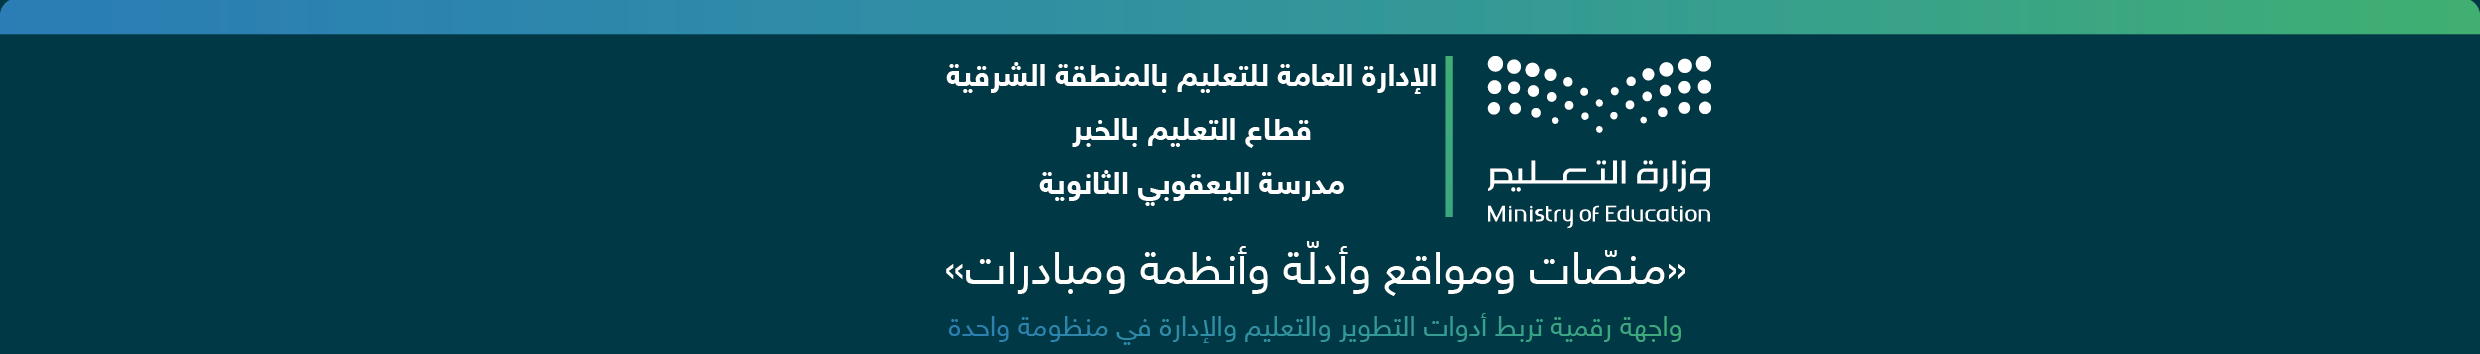 وزارة التعليم
Ministry of Education
الإدارة العامة للتعليم بالمنطقة الشرقية
قطاع التعليم بالخبر
مدرسة اليعقوبي الثانوية
«منصّات ومواقع وأدلّة وأنظمة ومبادرات»
واجهة رقمية تربط أدوات التطوير والتعليم والإدارة في منظومة واحدة